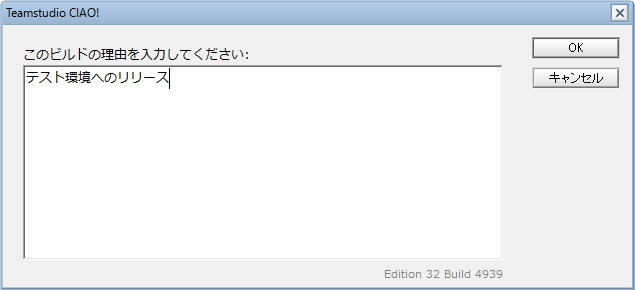 Teamstudio CIAO!
このビルドの理由を入力してください:
OK
テスト環境へのリリース
キャンセル
Edition 32 Build 4939